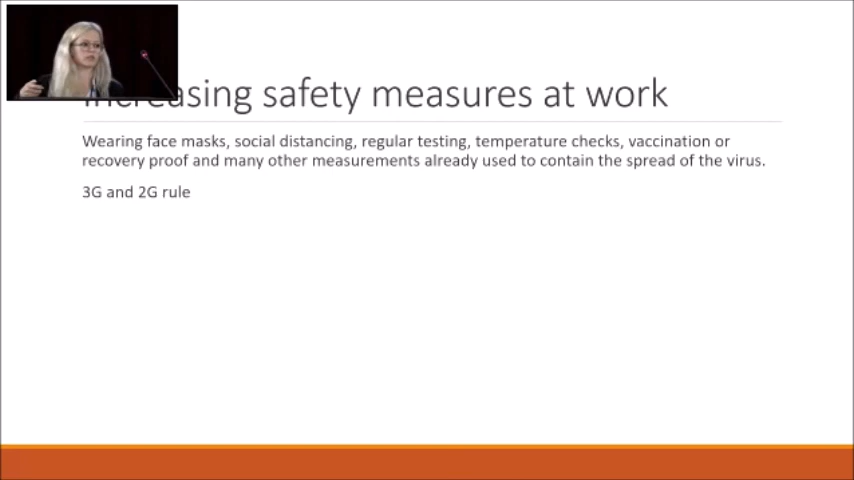 Increasing safety measures at work
Wearing face masks, social distancing, regular testing, temperature checks, vaccination or
recovery proof and many other measurements already used to contain the spread of the virus.
3G and 2G rule